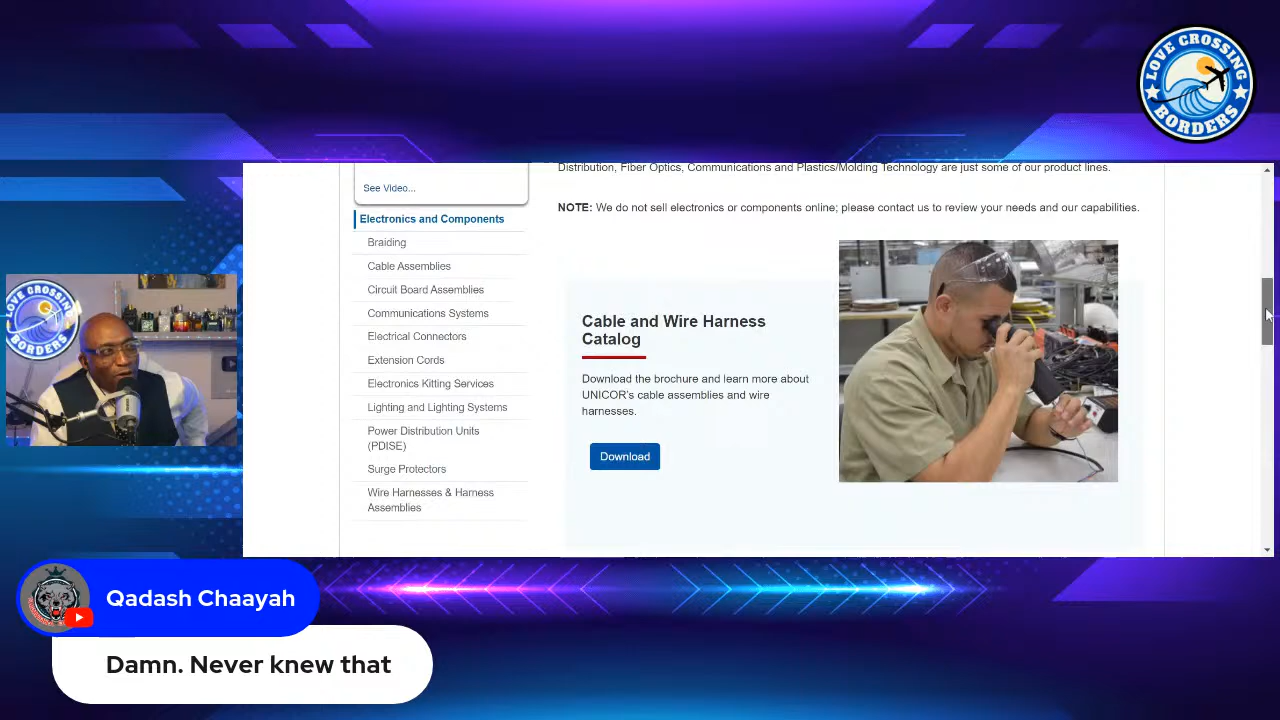 LOVE CROSSING
BORDERS
Distribution, Fiber Optics, Communications and Plastics/Molding Technology are just some of our product lines.
See Video...
NOTE: We do not sell electronics or components online; please contact us to review your needs and our capabilities.
Electronics and Components
Braiding
Cable Assemblies
Circuit Board Assemblies
Communications Systems
Electrical Connectors
Extension Cords
Electronics Kitting Services
Lighting and Lighting Systems
Power Distribution Units
(PDISE)
Surge Protectors
Wire Harnesses & Harness
Assemblies
Cable and Wire Harness
Catalog
Download the brochure and learn more about
UNICOR's cable assemblies and wire
harnesses.
Download
LOVE CROSSING
BORDERS
Qadash Chaayah
Damn. Never knew that